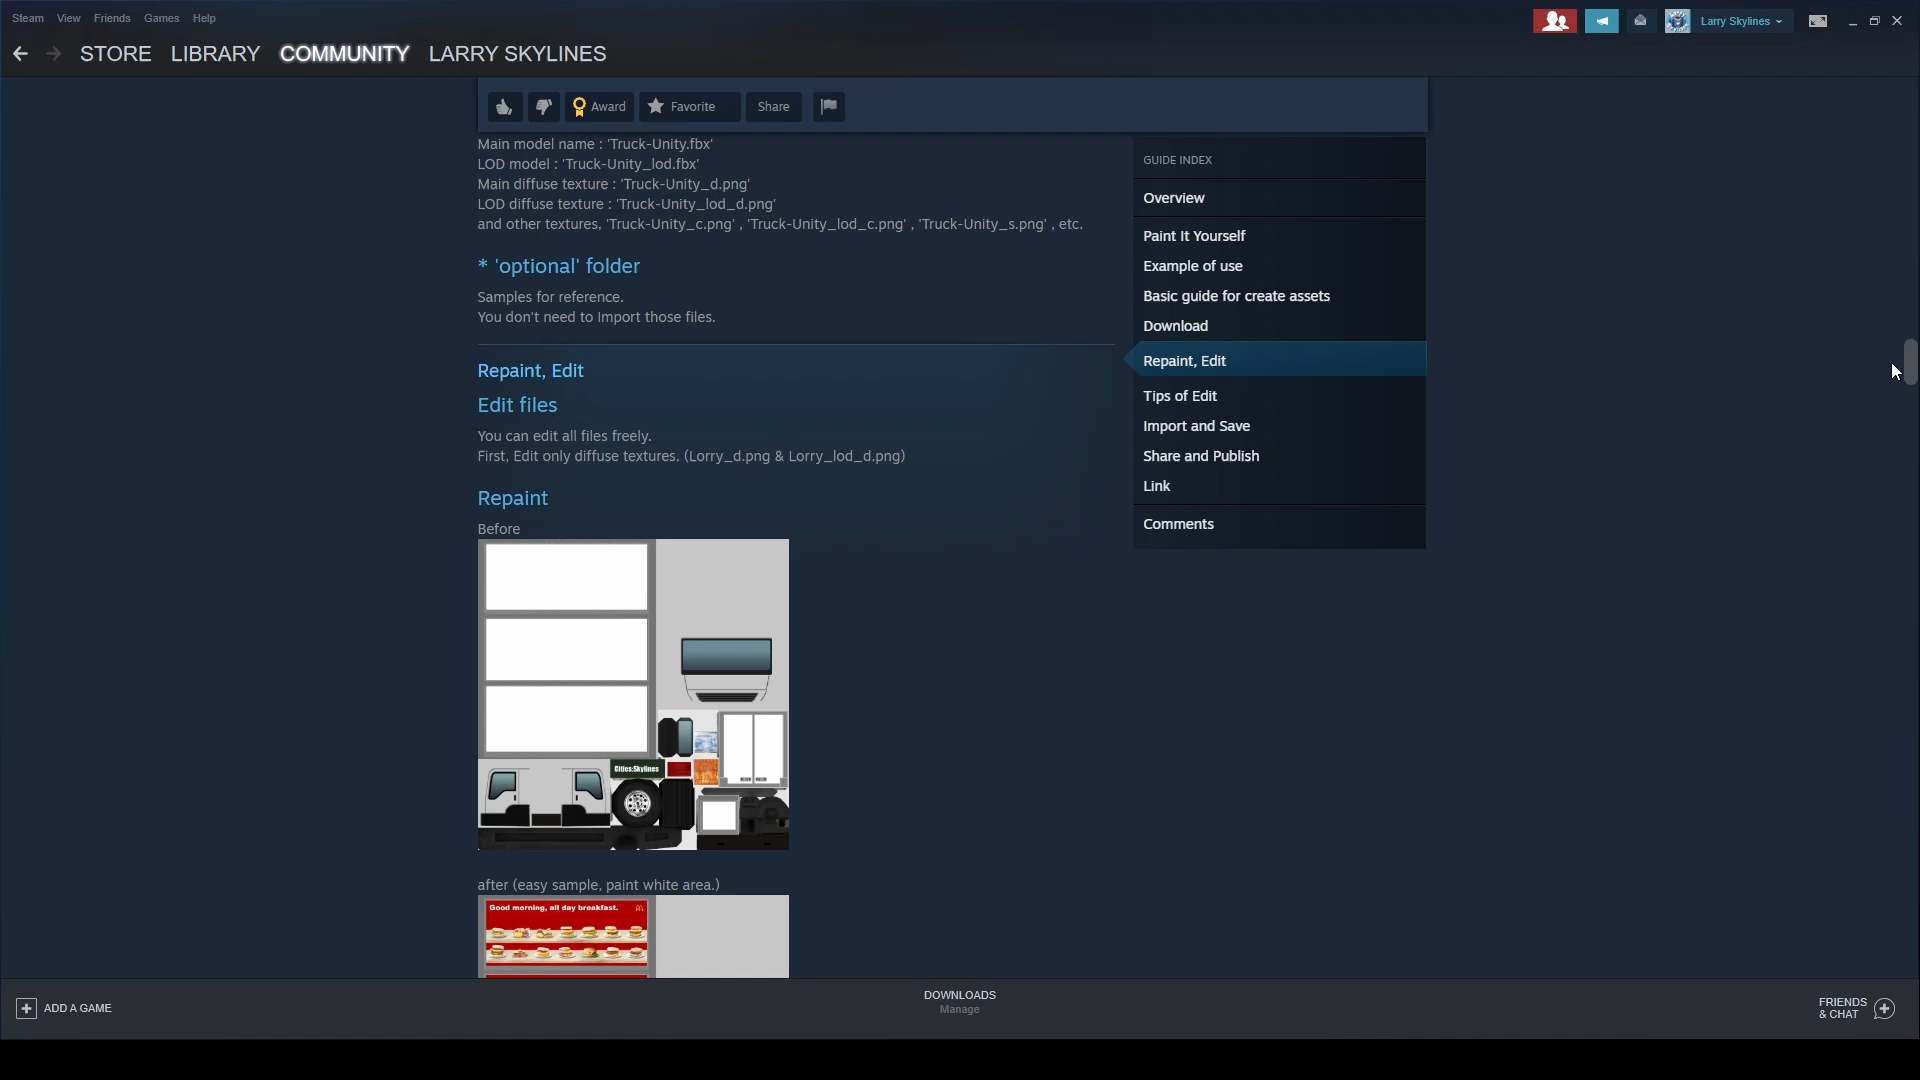 Steam View Friends Games Help
Larry Skylines
STORE LIBRARY COMMUNITY LARRY SKYLINES
Award Favorite Share
Main model name : 'Truck-Unity.fbx'
LOD model : 'Truck-Unity_lod.fbx'
Main diffuse texture : 'Truck-Unity_d.png'
LOD diffuse texture : 'Truck-Unity_lod_d.png'
and other textures, 'Truck-Unity_c.png' , 'Truck-Unity_lod_c.png' , 'Truck-Unity_s.png' , etc.
* 'optional' folder
Samples for reference.
You don't need to Import those files.
Repaint, Edit
Edit files
You can edit all files freely.
First, Edit only diffuse textures. (Lorry_d.png & Lorry_lod_d.png)
Repaint
Before
Cities:Skylines
after (easy sample, paint white area.)
Good morning, all day breakfast.
GUIDE INDEX
Overview
Paint It Yourself
Example of use
Basic guide for create assets
Download
Repaint, Edit
Tips of Edit
Import and Save
Share and Publish
Link
Comments
ADD A GAME
DOWNLOADS
Manage
FRIENDS
& CHAT